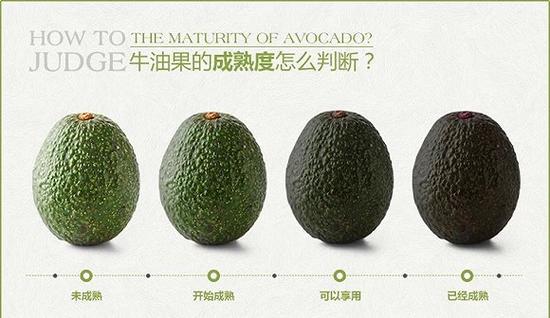 HOW TO
JUDGE
THE MATURITY OF AVOCADO?
牛油果的成熟度怎么判断？
未成熟
开始成熟
可以享用
已经成熟